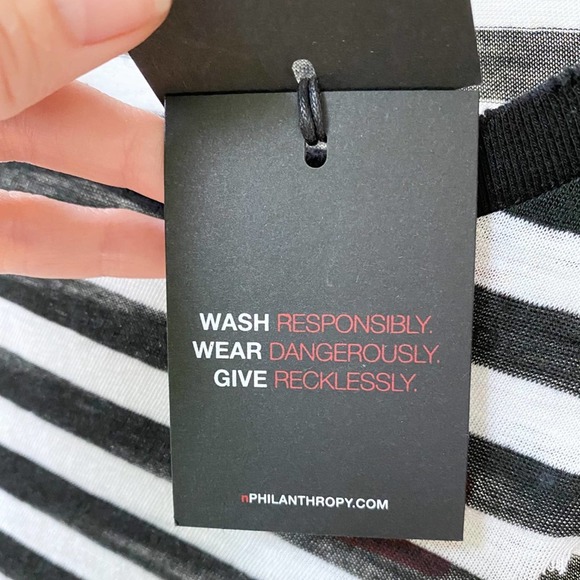 WASH RESPONSIBLY.
WEAR DANGEROUSLY.
GIVE RECKLESSLY.
nPHILANTHROPY.COM